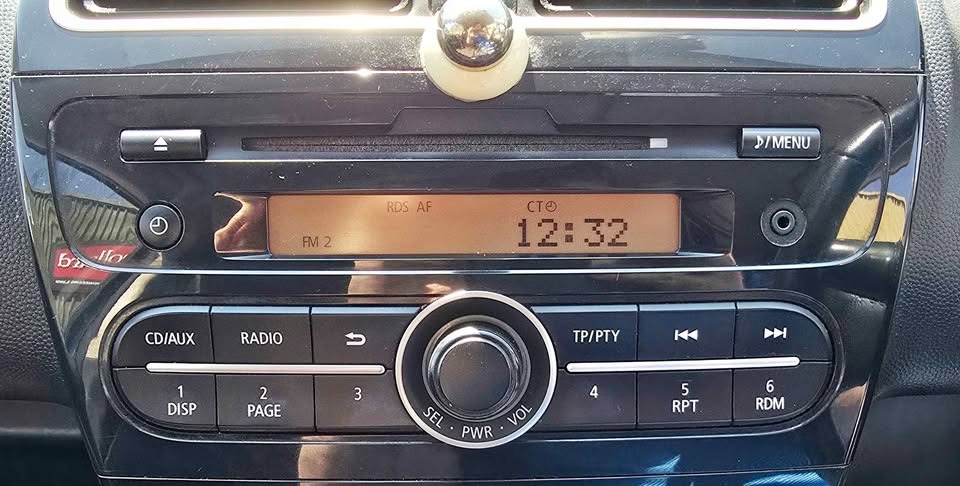 ♪/MENU
RDS AF CT
FM 2 12:32
CD/AUX RADIO TP/PTY
1 2 3 4 5 6
DISP PAGE RPT RDM
SEL · PWR · VOL